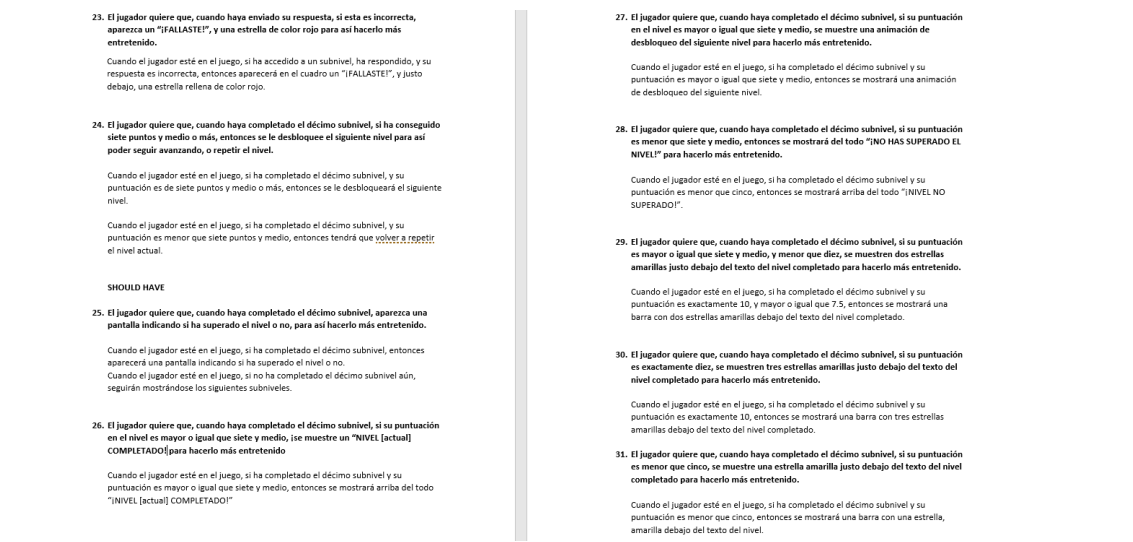 23. El jugador quiere que, cuando haya enviado su respuesta, si esta es incorrecta,
aparezca un “¡FALLASTE!”, y una estrella de color rojo para así hacerlo más
entretenido.
Cuando el jugador esté en el juego, si ha accedido a un subnivel, ha respondido, y su
respuesta es incorrecta, entonces aparecerá en el cuadro un “¡FALLASTE!”, y justo
debajo, una estrella rellena de color rojo.
24. El jugador quiere que, cuando haya completado el décimo subnivel, si ha conseguido
siete puntos y medio o más, entonces se le desbloquee el siguiente nivel para así
poder seguir avanzando, o repetir el nivel.
Cuando el jugador esté en el juego, si ha completado el décimo subnivel, y su
puntuación es de siete puntos y medio o más, entonces se le desbloqueará el siguiente
nivel.
Cuando el jugador esté en el juego, si ha completado el décimo subnivel, y su
puntuación es menor que siete puntos y medio, entonces tendrá que volver a repetir
el nivel actual.
SHOULD HAVE
25. El jugador quiere que, cuando haya completado el décimo subnivel, aparezca una
pantalla indicando si ha superado el nivel o no, para así hacerlo más entretenido.
Cuando el jugador esté en el juego, si ha completado el décimo subnivel, entonces
aparecerá una pantalla indicando si ha superado el nivel o no.
Cuando el jugador esté en el juego, si no ha completado el décimo subnivel aún,
seguirán mostrándose los siguientes subniveles.
26. El jugador quiere que, cuando haya completado el décimo subnivel, si su puntuación
en el nivel es mayor o igual que siete y medio, ¡se muestre un “NIVEL [actual]
COMPLETADO! para hacerlo más entretenido
Cuando el jugador esté en el juego, si ha completado el décimo subnivel y su
puntuación es mayor o igual que siete y medio, entonces se mostrará arriba del todo
“¡NIVEL [actual] COMPLETADO!”
27. El jugador quiere que, cuando haya completado el décimo subnivel, si su puntuación
en el nivel es mayor o igual que siete y medio, se muestre una animación de
desbloqueo del siguiente nivel para hacerlo más entretenido.
Cuando el jugador esté en el juego, si ha completado el décimo subnivel y su
puntuación es mayor o igual que siete y medio, entonces se mostrará una animación
de desbloqueo del siguiente nivel.
28. El jugador quiere que, cuando haya completado el décimo subnivel, si su puntuación
es menor que siete y medio, entonces se mostrará del todo “¡NO HAS SUPERADO EL
NIVEL!” para hacerlo más entretenido.
Cuando el jugador esté en el juego, si ha completado el décimo subnivel y su
puntuación es menor que cinco, entonces se mostrará arriba del todo “¡NIVEL NO
SUPERADO!”.
29. El jugador quiere que, cuando haya completado el décimo subnivel, si su puntuación
es mayor o igual que siete y medio, y menor que diez, se muestren dos estrellas
amarillas justo debajo del texto del nivel completado para hacerlo más entretenido.
Cuando el jugador esté en el juego, si ha completado el décimo subnivel y su
puntuación es exactamente 10, y mayor o igual que 7.5, entonces se mostrará una
barra con dos estrellas amarillas debajo del texto del nivel completado.
30. El jugador quiere que, cuando haya completado el décimo subnivel, si su puntuación
es exactamente diez, se muestren tres estrellas amarillas justo debajo del texto del
nivel completado para hacerlo más entretenido.
Cuando el jugador esté en el juego, si ha completado el décimo subnivel y su
puntuación es exactamente 10, entonces se mostrará una barra con tres estrellas
amarillas debajo del texto del nivel completado.
31. El jugador quiere que, cuando haya completado el décimo subnivel, si su puntuación
es menor que cinco, se muestre una estrella amarilla justo debajo del texto del nivel
completado para hacerlo más entretenido.
Cuando el jugador esté en el juego, si ha completado el décimo subnivel y su
puntuación es menor que cinco, entonces se mostrará una barra con una estrella,
amarilla debajo del texto del nivel.